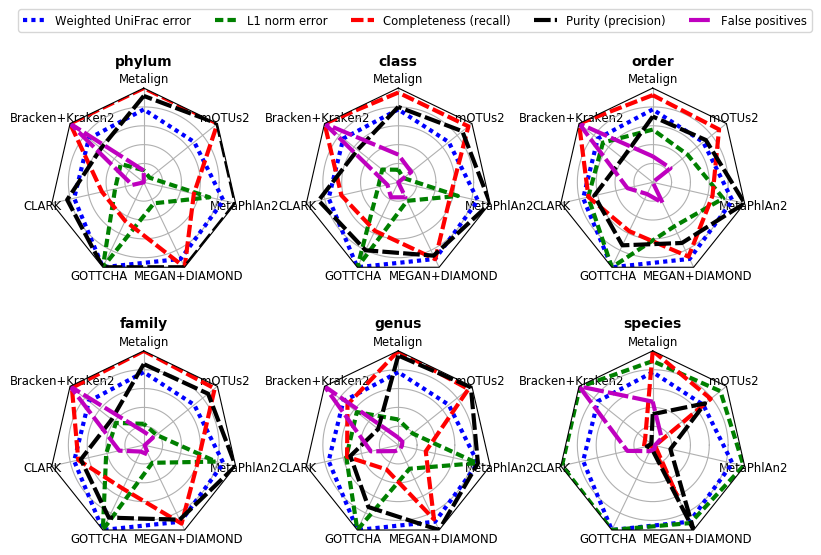 Weighted UniFrac error L1 norm error Completeness (recall) Purity (precision) False positives
phylum class order
Metalign Metalign Metalign
Bracken+Kraken2 mOTUs2 Bracken+Kraken2 mOTUs2 Bracken+Kraken2 mOTUs2
CLARK MetaPhlAn2 CLARK MetaPhlAn2 CLARK MetaPhlAn2
GOTTCHA MEGAN+DIAMOND GOTTCHA MEGAN+DIAMOND GOTTCHA MEGAN+DIAMOND
family genus species
Metalign Metalign Metalign
Bracken+Kraken2 mOTUs2 Bracken+Kraken2 mOTUs2 Bracken+Kraken2 mOTUs2
CLARK MetaPhlAn2 CLARK MetaPhlAn2 CLARK MetaPhlAn2
GOTTCHA MEGAN+DIAMOND GOTTCHA MEGAN+DIAMOND GOTTCHA MEGAN+DIAMOND